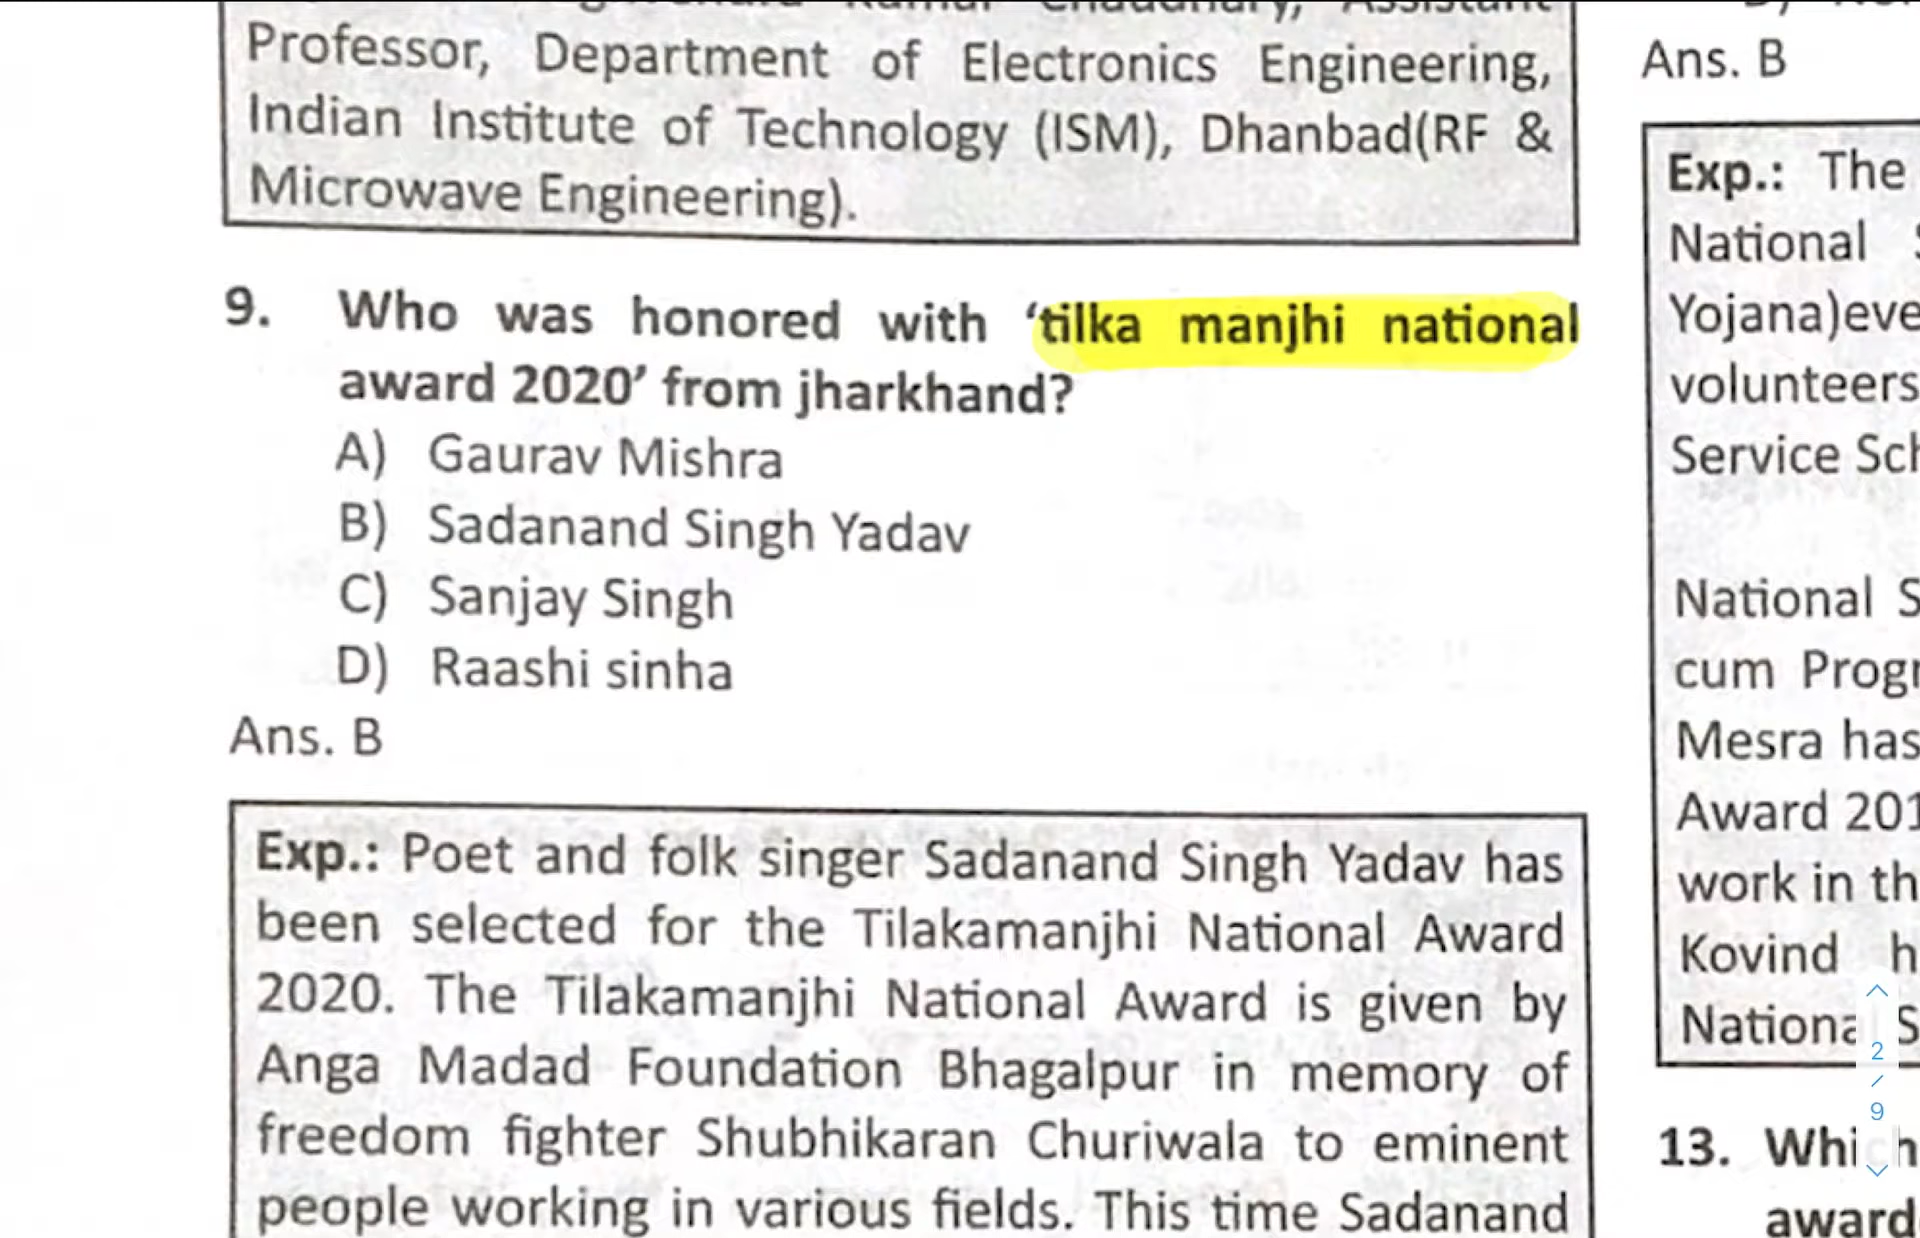 Professor, Department of Electronics Engineering,
Indian Institute of Technology (ISM), Dhanbad(RF &
Microwave Engineering).
9. Who was honored with ‘tilka manjhi national
award 2020’ from jharkhand?
A) Gaurav Mishra
B) Sadanand Singh Yadav
C) Sanjay Singh
D) Raashi sinha
Ans. B
Exp.: Poet and folk singer Sadanand Singh Yadav has
been selected for the Tilakamanjhi National Award
2020. The Tilakamanjhi National Award is given by
Anga Madad Foundation Bhagalpur in memory of
freedom fighter Shubhikaran Churiwala to eminent
people working in various fields. This time Sadanand
Ans. B
Exp.: The
National
Yojana)eve
volunteers
Service Sch
National S
cum Progr
Mesra has
Award 201
work in th
Kovind h
National S
13. Which
award
2
/
9